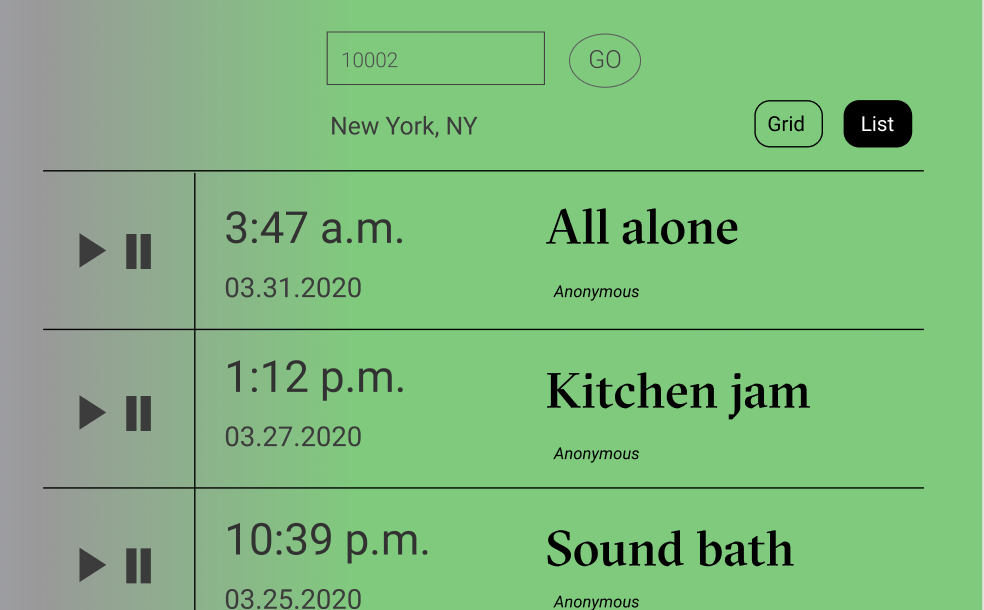 10002
GO
New York, NY
Grid
List
3:47 a.m.
All alone
03.31.2020
Anonymous
1:12 p.m.
Kitchen jam
03.27.2020
Anonymous
10:39 p.m.
Sound bath
03.25.2020
Anonymous